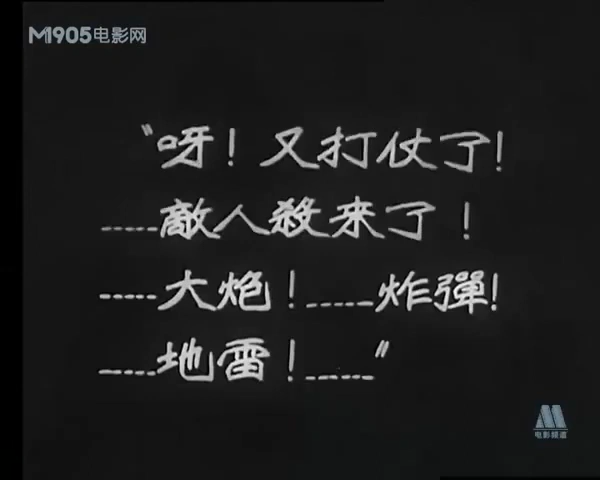 M1905电影网
“呀！又打仗了！
……敵人殺来了！
……大炮！……炸彈！
……地雷！……”
电影频道